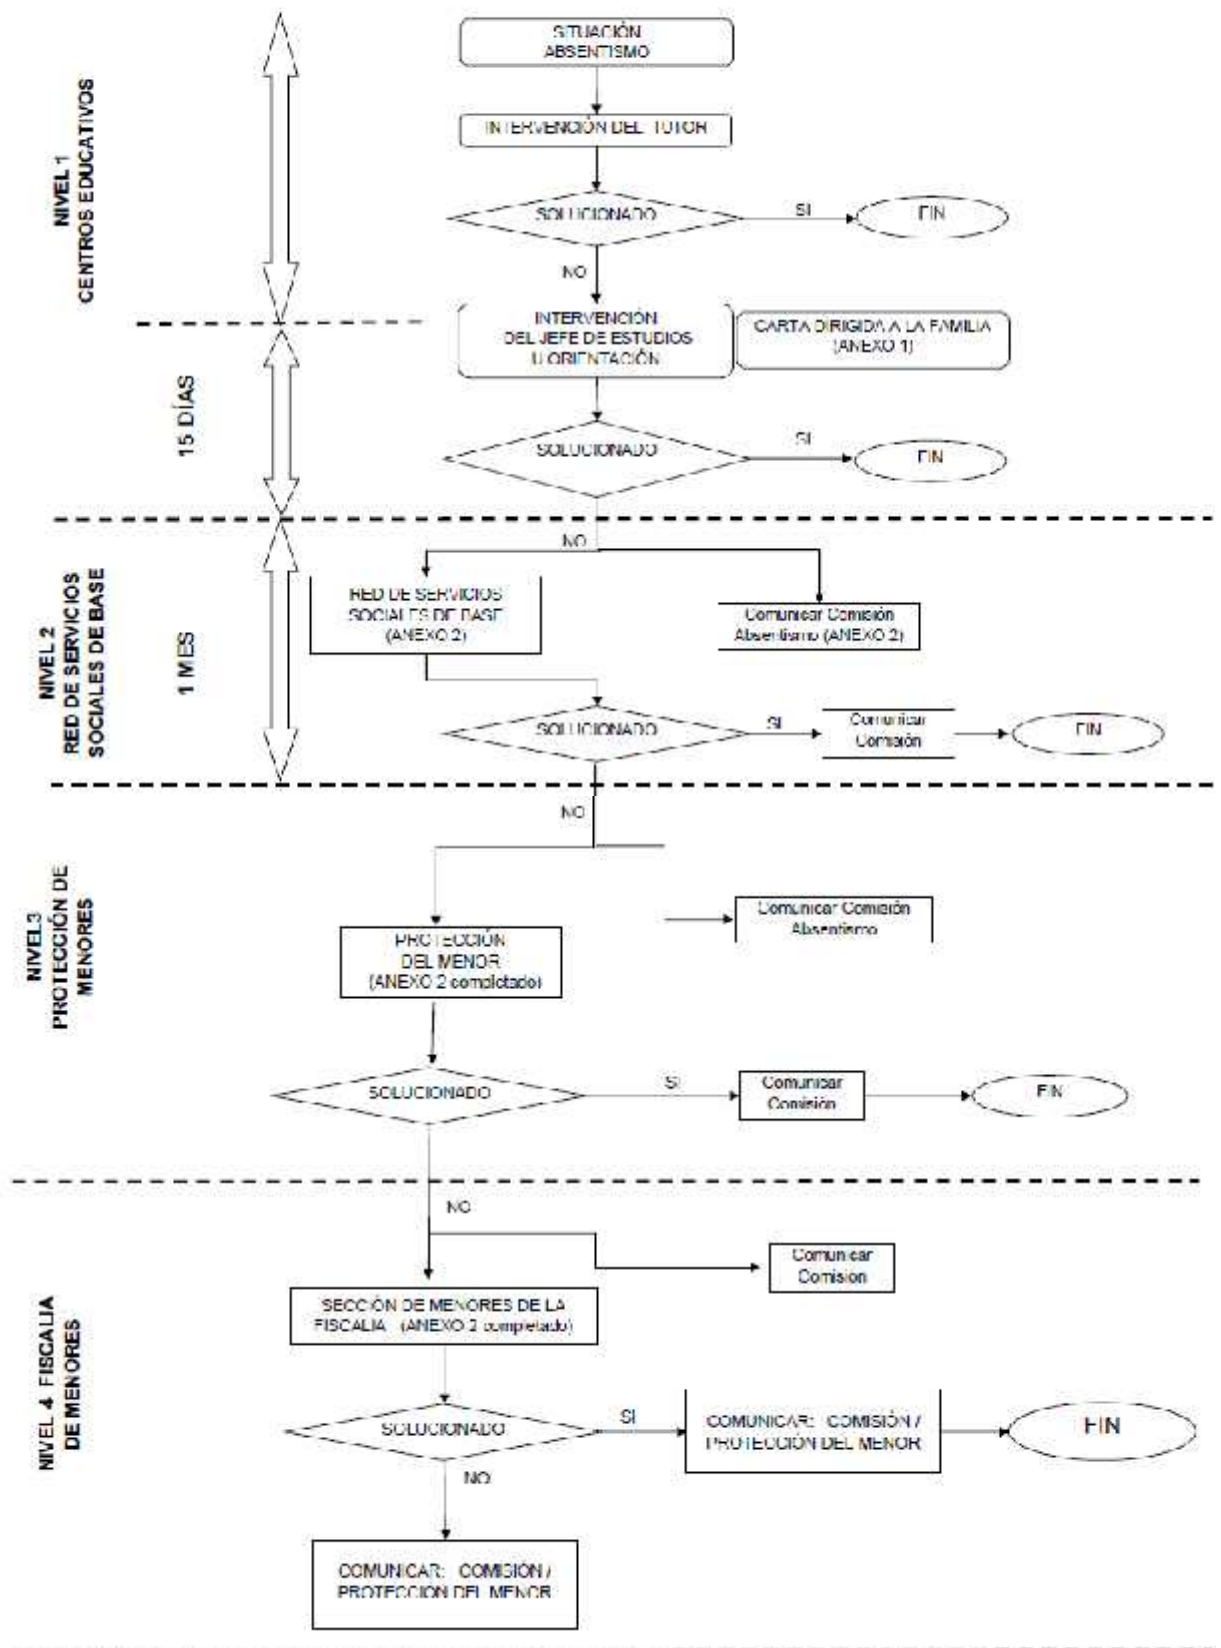 SITUACIÓN
ABSENTISMO
NIVEL 1
CENTROS EDUCATIVOS
INTERVENCIÓN DEL TUTOR
SOLUCIONADO
SI
FIN
NO
INTERVENCIÓN
DEL JEFE DE ESTUDIOS
U ORIENTACIÓN
CARTA DIRIGIDA A LA FAMILIA
(ANEXO 1)
15 DÍAS
SOLUCIONADO
SI
FIN
NO
NIVEL 2
RED DE SERVICIOS
SOCIALES DE BASE
1 MES
RED DE SERVICIOS
SOCIALES DE BASE
(ANEXO 2)
Comunicar Comisión
Absentismo (ANEXO 2)
SOLUCIONADO
SI
Comunicar
Comisión
FIN
NO
NIVEL3
PROTECCIÓN DE
MENORES
Comunicar Comisión
Absentismo
PROTECCIÓN
DEL MENOR
(ANEXO 2 completado)
SOLUCIONADO
SI
Comunicar
Comisión
FIN
NO
Comunicar
Comisión
NIVEL 4 FISCALIA
DE MENORES
SECCIÓN DE MENORES DE LA
FISCALIA (ANEXO 2 completado)
SOLUCIONADO
SI
COMUNICAR: COMISIÓN /
PROTECCIÓN DEL MENOR
FIN
NO
COMUNICAR: COMISIÓN /
PROTECCION DEL MENOR